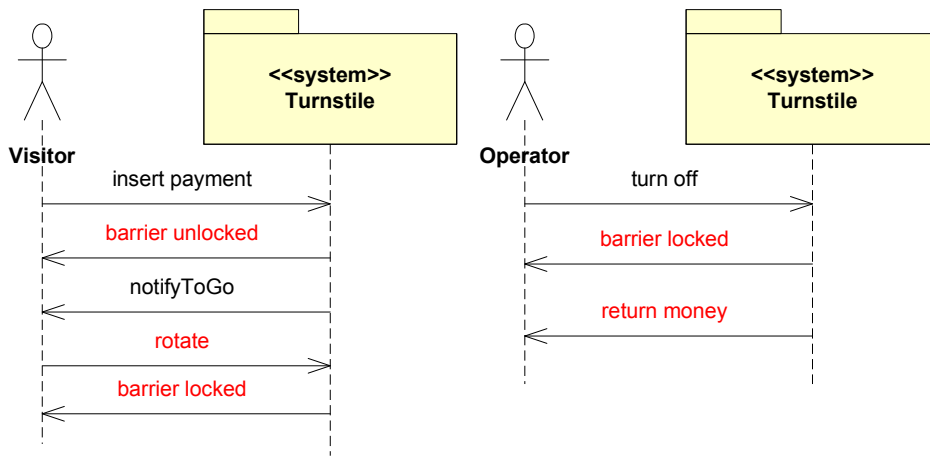 <<system>>
Turnstile
Visitor
insert payment
barrier unlocked
notifyToGo
rotate
barrier locked
<<system>>
Turnstile
Operator
turn off
barrier locked
return money